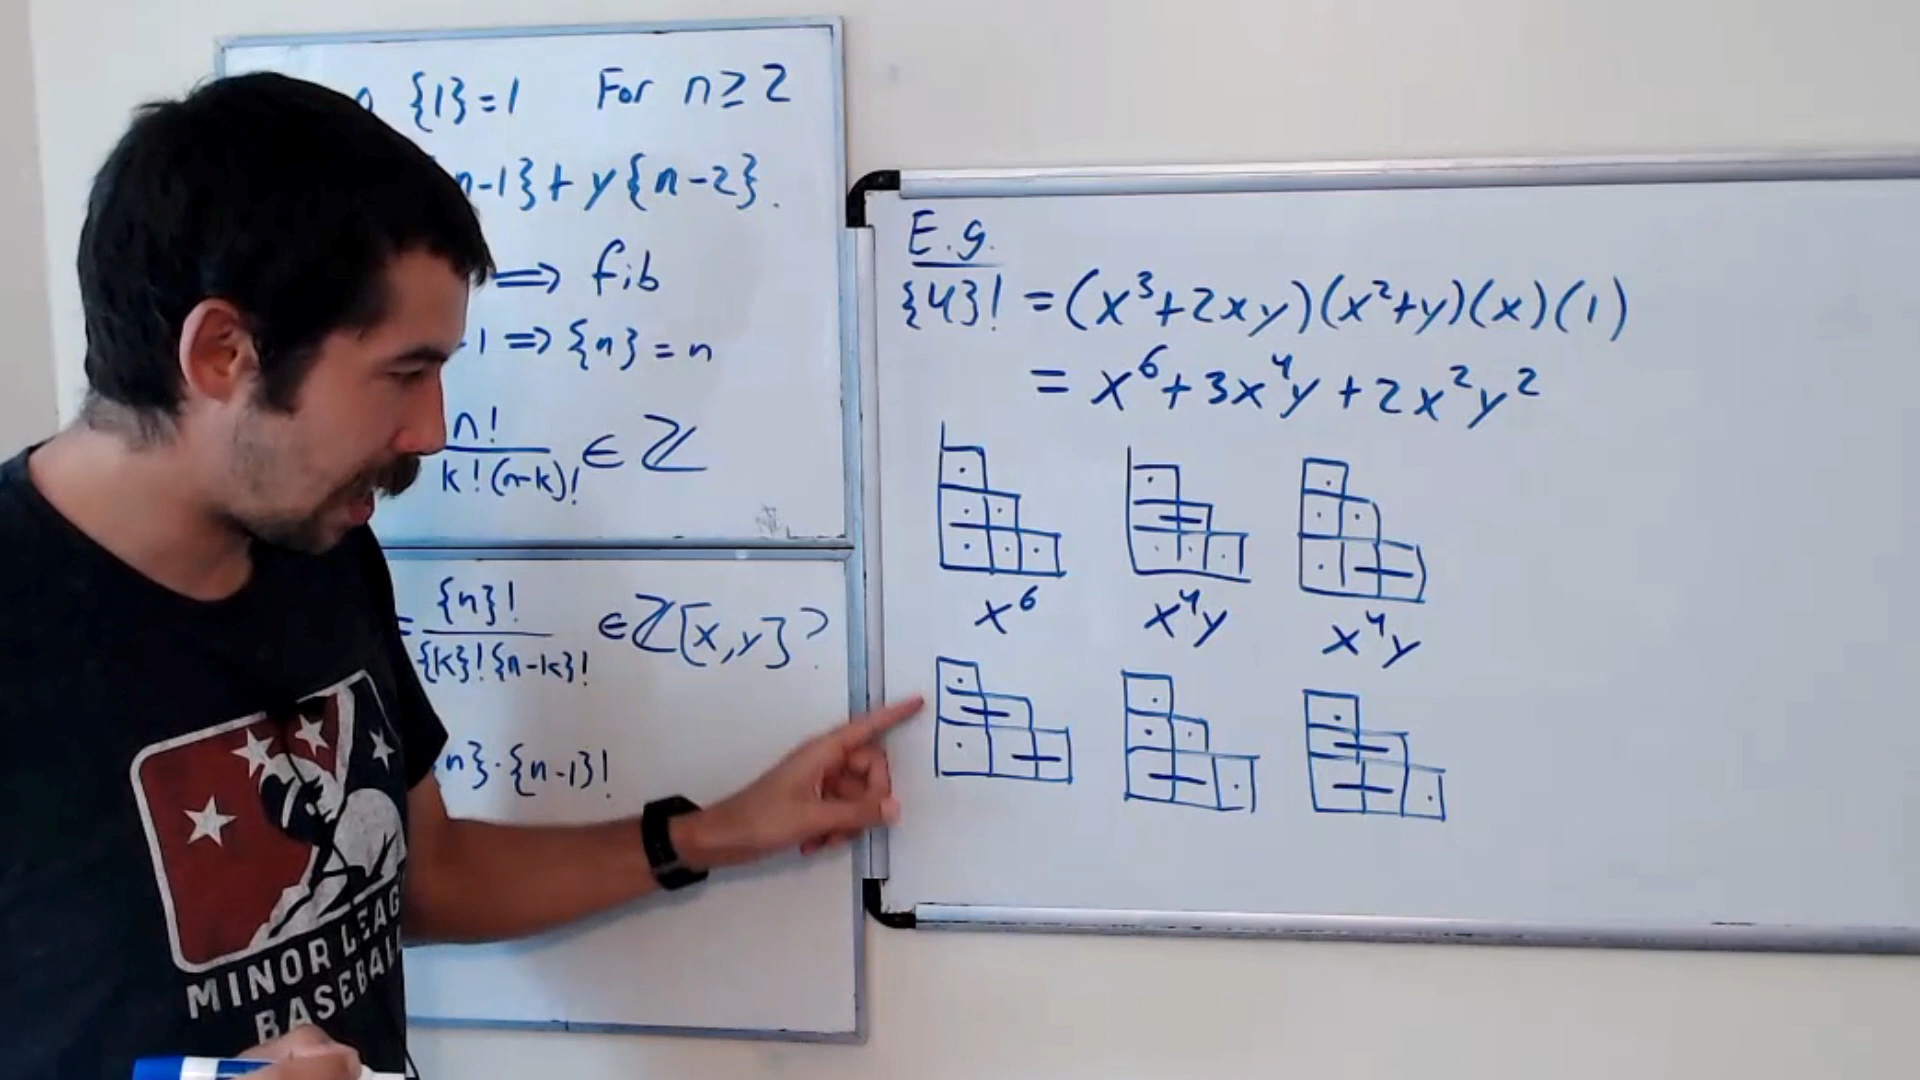 {1}=1 For n≥2
n-1}+y{n-2}.
⟹ fib
-1 ⟹ {n}=n
n!/k!(n-k)! ∈ ℤ
= {n}!/{k}!{n-k}! ∈ ℤ[x,y]?
n}·{n-1}!
E.g.
{4}! = (x³+2xy)(x²+y)(x)(1)
= x⁶+3x⁴y+2x²y²
x⁶ x⁴y x⁴y
MINOR LEAG
BASEBAL